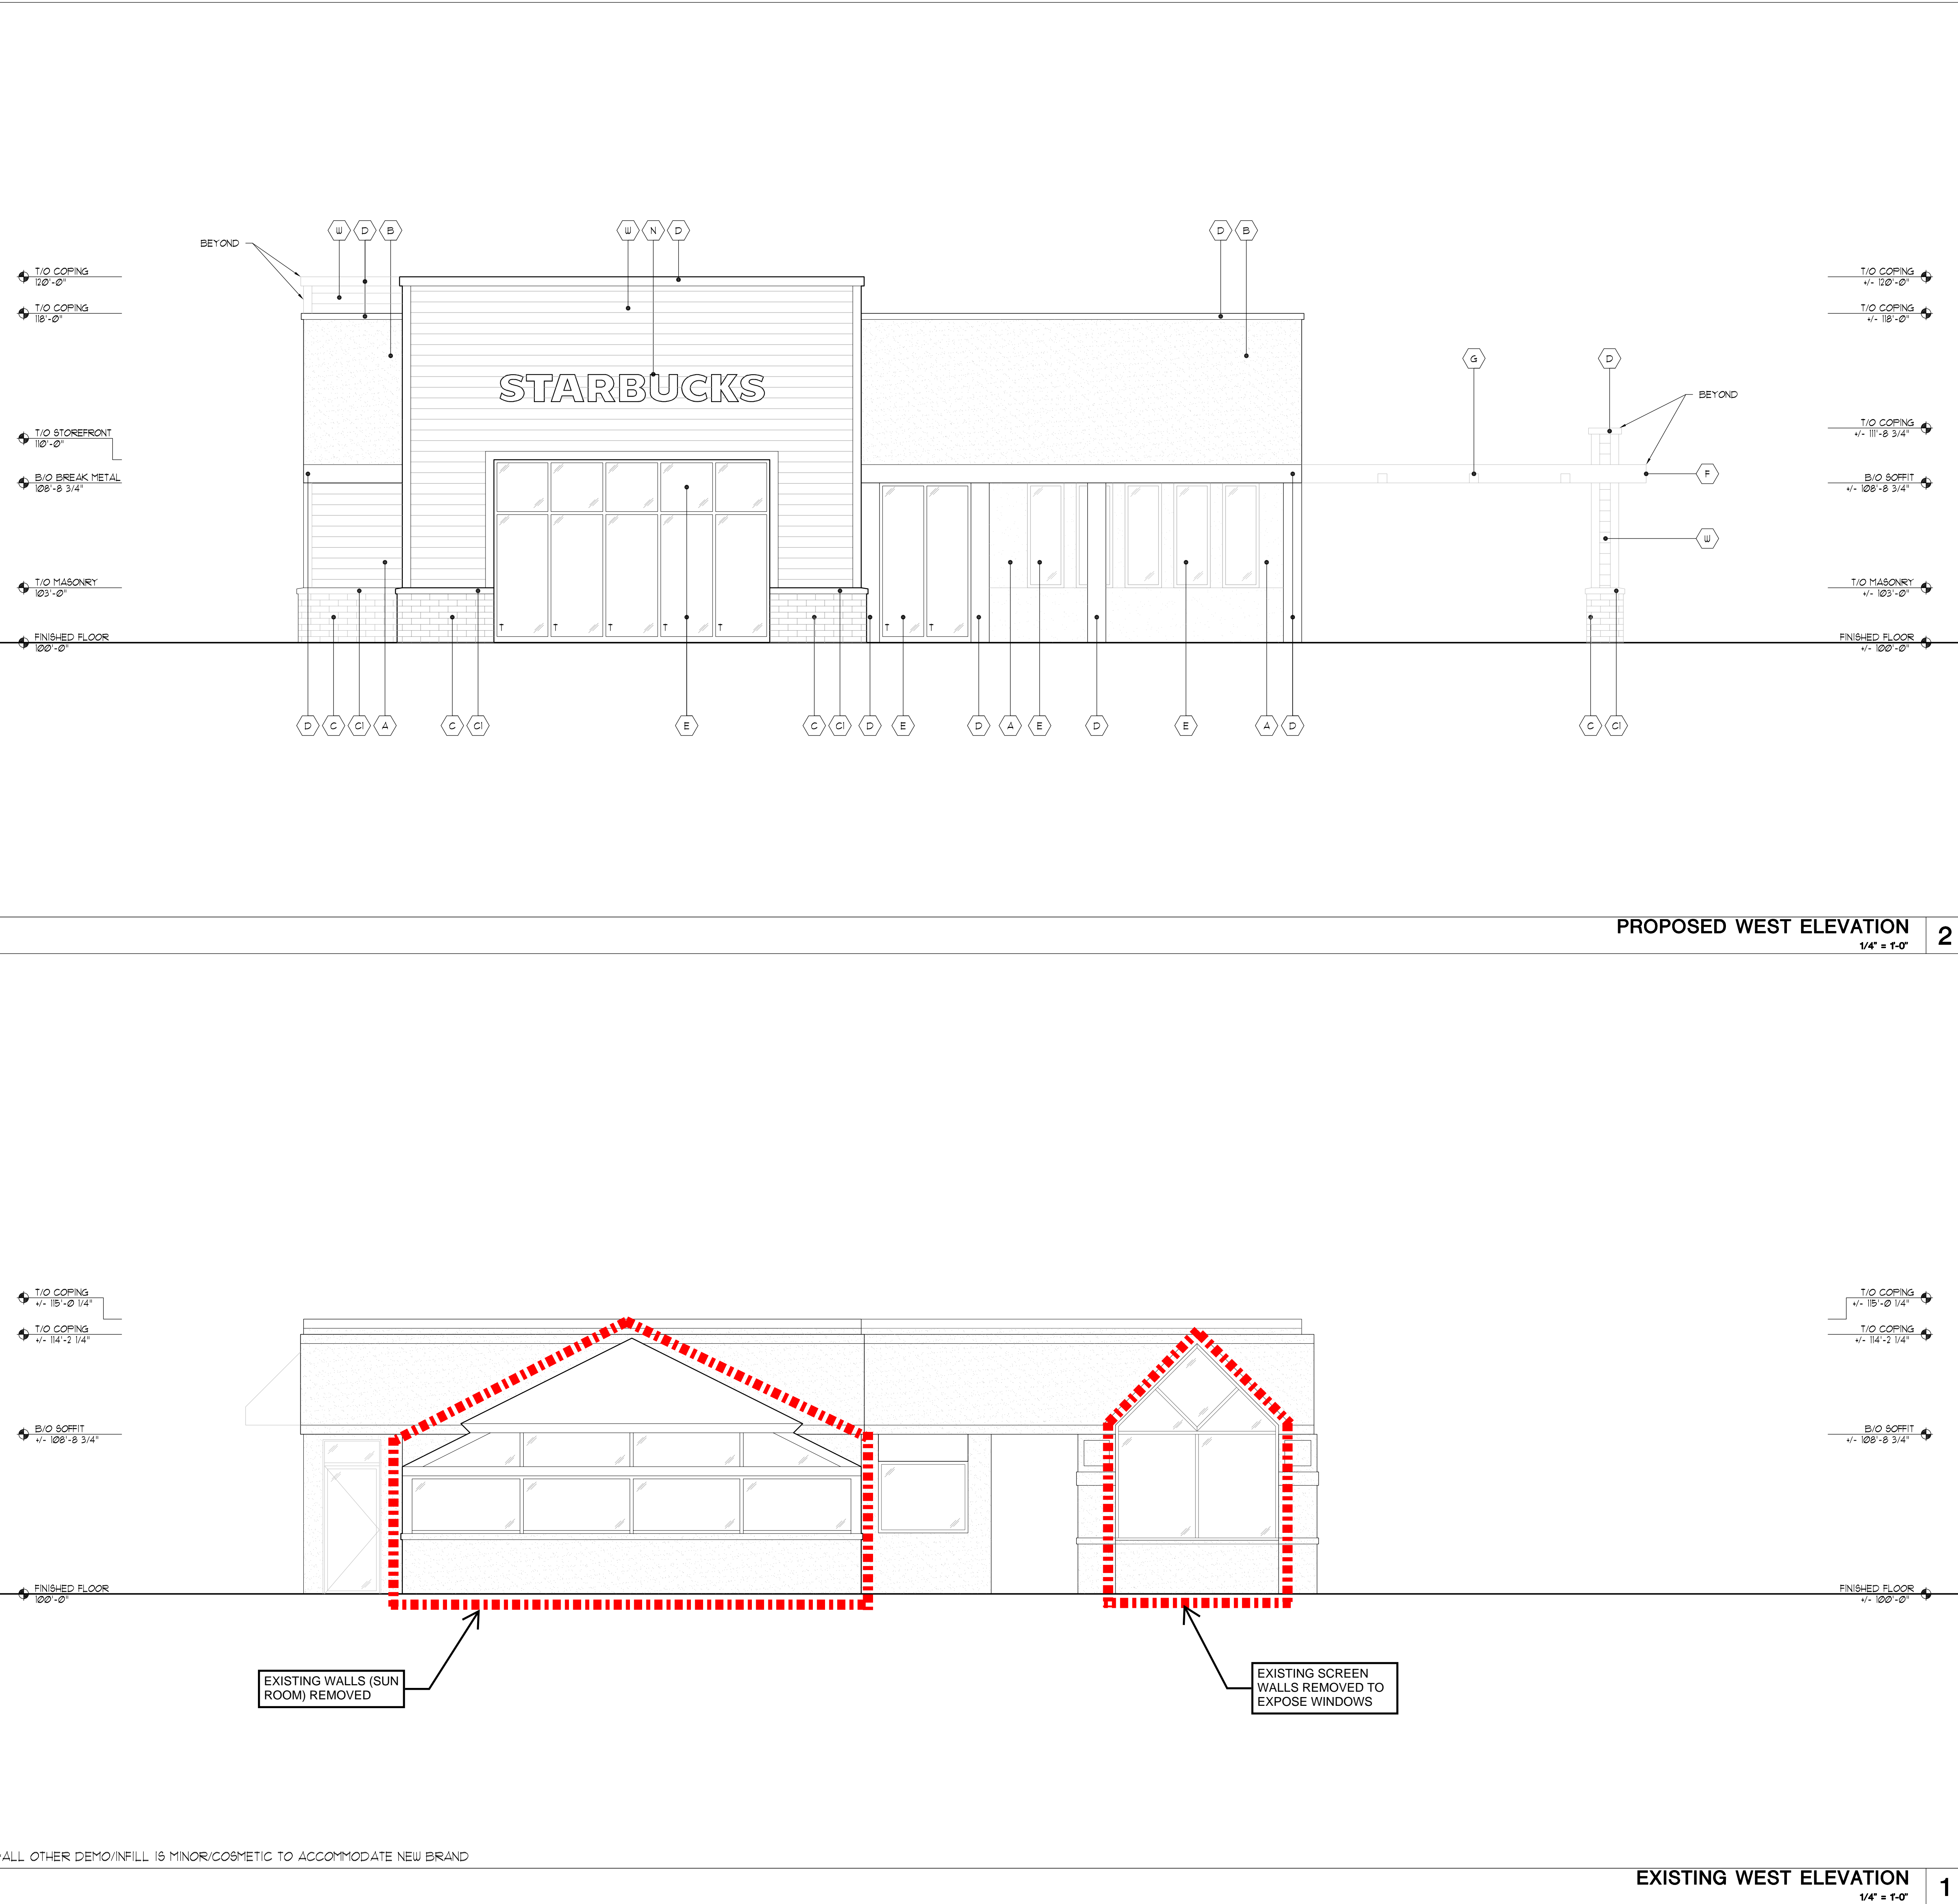 W D B
W N D
D B
BEYOND
T/O COPING
120'-0"
T/O COPING
118'-0"
T/O STOREFRONT
110'-0"
B/O BREAK METAL
108'-8 3/4"
T/O MASONRY
103'-0"
FINISHED FLOOR
100'-0"
STARBUCKS
T T T T T T T
G D
BEYOND
F
W
T/O COPING
+/- 120'-0"
T/O COPING
+/- 118'-0"
T/O COPING
+/- 111'-8 3/4"
B/O SOFFIT
+/- 108'-8 3/4"
T/O MASONRY
+/- 103'-0"
FINISHED FLOOR
+/- 100'-0"
D C C1 A C C1 E C C1 D E D A E D E A D C C1
PROPOSED WEST ELEVATION
1/4" = 1'-0"
2
T/O COPING
+/- 115'-0 1/4"
T/O COPING
+/- 114'-2 1/4"
B/O SOFFIT
+/- 108'-8 3/4"
FINISHED FLOOR
100'-0"
T/O COPING
+/- 115'-0 1/4"
T/O COPING
+/- 114'-2 1/4"
B/O SOFFIT
+/- 108'-8 3/4"
FINISHED FLOOR
+/- 100'-0"
EXISTING WALLS (SUN
ROOM) REMOVED
EXISTING SCREEN
WALLS REMOVED TO
EXPOSE WINDOWS
ALL OTHER DEMO/INFILL IS MINOR/COSMETIC TO ACCOMMODATE NEW BRAND
EXISTING WEST ELEVATION
1/4" = 1'-0"
1